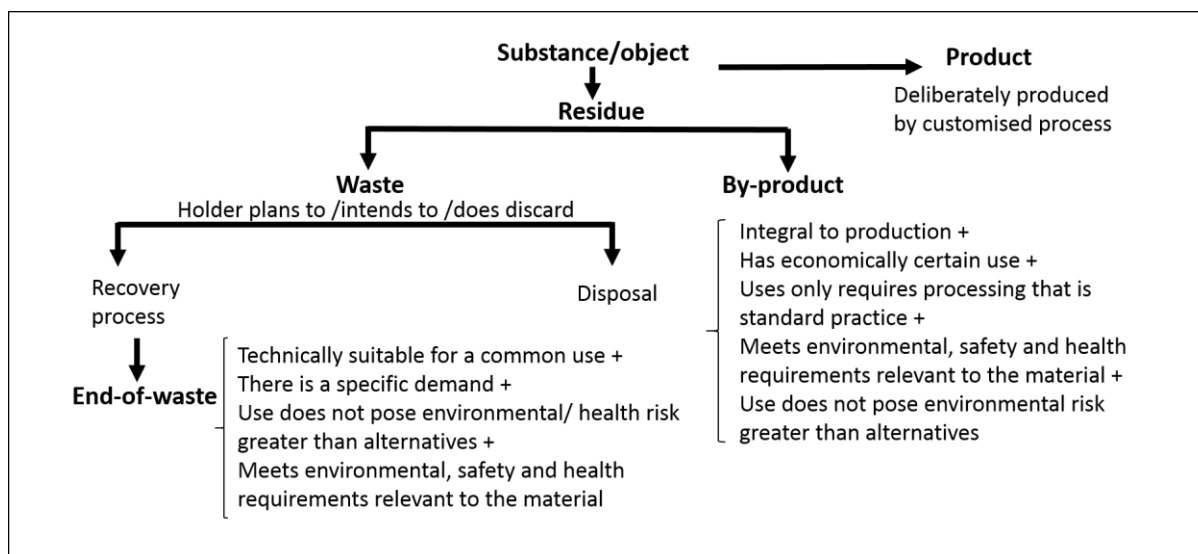 Substance/object
Product
Deliberately produced
by customised process
Residue
Waste
Holder plans to /intends to /does discard
By-product
Integral to production +
Has economically certain use +
Uses only requires processing that is
standard practice +
Meets environmental, safety and health
requirements relevant to the material +
Use does not pose environmental risk
greater than alternatives
Recovery
process
Disposal
End-of-waste
Technically suitable for a common use +
There is a specific demand +
Use does not pose environmental/ health risk
greater than alternatives +
Meets environmental, safety and health
requirements relevant to the material